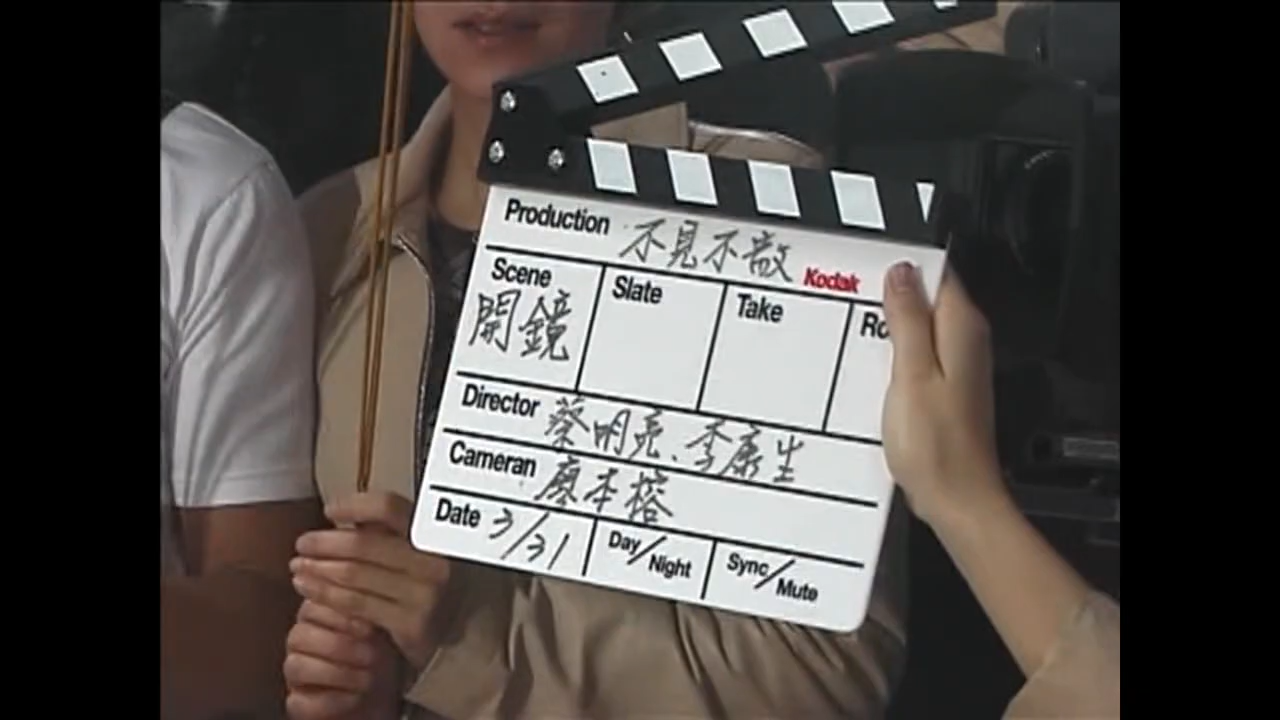 Production 不見不散 Kodak
Scene 開鏡 Slate Take Ro
Director 蔡明亮、李康生
Cameran 廖本榕
Date 3/31 Day/Night Sync/Mute